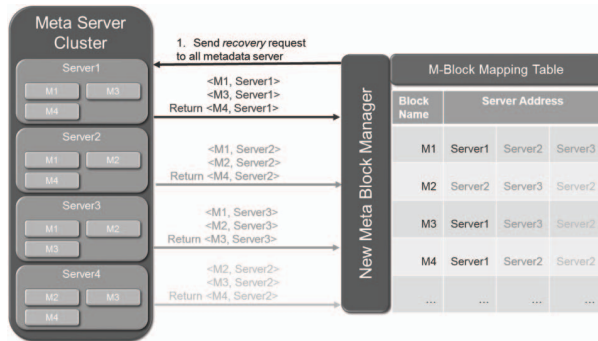 Meta Server
Cluster
Server1
M1 M3
M4
Server2
M1 M2
M4
Server3
M1 M2
M3
Server4
M2 M3
M4
1. Send recovery request
to all metadata server
<M1, Server1>
<M3, Server1>
Return <M4, Server1>
<M1, Server2>
<M2, Server2>
Return <M4, Server2>
<M1, Server3>
<M2, Server3>
Return <M3, Server3>
<M2, Server2>
<M3, Server2>
Return <M4, Server2>
New Meta Block Manager
M-Block Mapping Table
Block Name Server Address
M1 Server1 Server2 Server3
M2 Server2 Server3 Server2
M3 Server1 Server3 Server2
M4 Server1 Server2 Server2
... ... ... ...